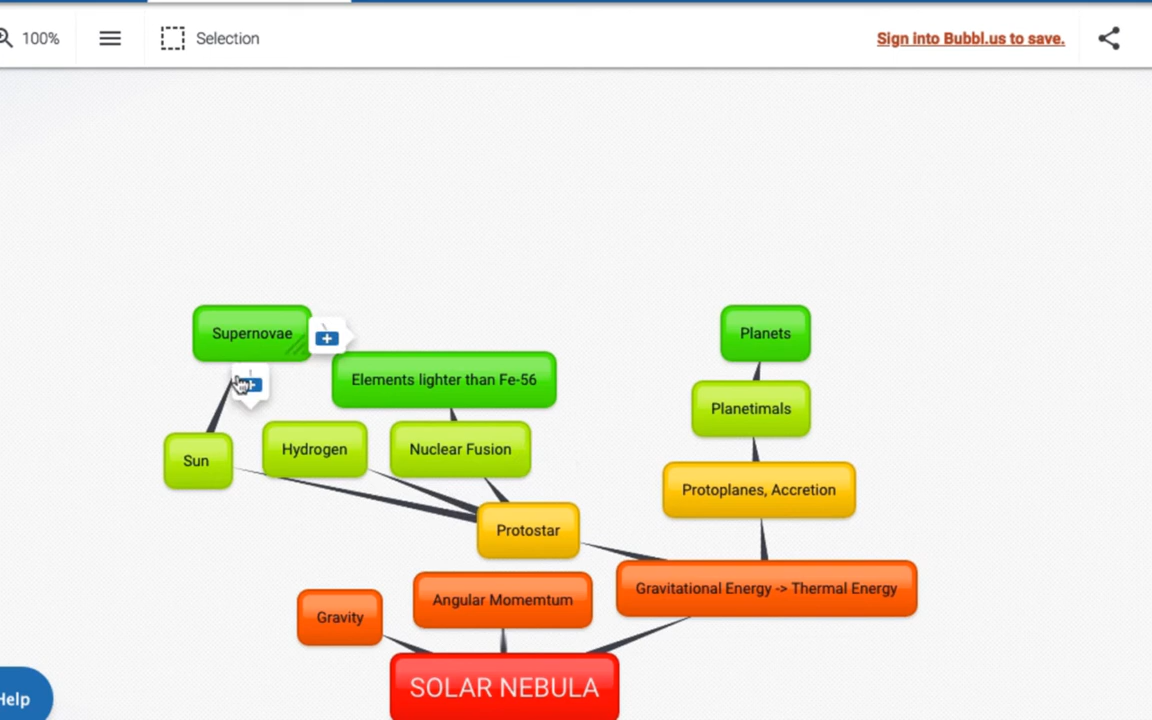 100%
Selection
Sign into Bubbl.us to save.
Supernovae
Planets
Elements lighter than Fe-56
Planetimals
Sun
Hydrogen
Nuclear Fusion
Protoplanes, Accretion
Protostar
Gravitational Energy -> Thermal Energy
Angular Momemtum
Gravity
SOLAR NEBULA
Help